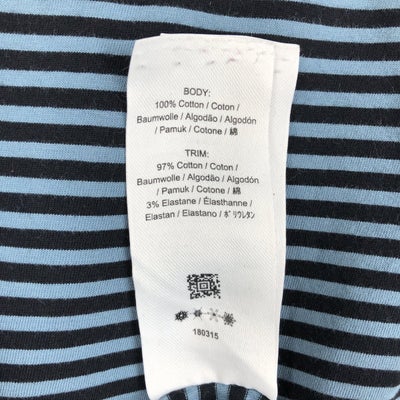 BODY:
100% Cotton / Coton /
Baumwolle / Algodão / Algodón
/ Pamuk / Cotone / 綿
TRIM:
97% Cotton / Coton /
Baumwolle / Algodão / Algodón
/ Pamuk / Cotone / 綿
3% Elastane / Élasthanne /
Elastan / Elastano / ﾎﾟﾘｳﾚﾀﾝ
180315